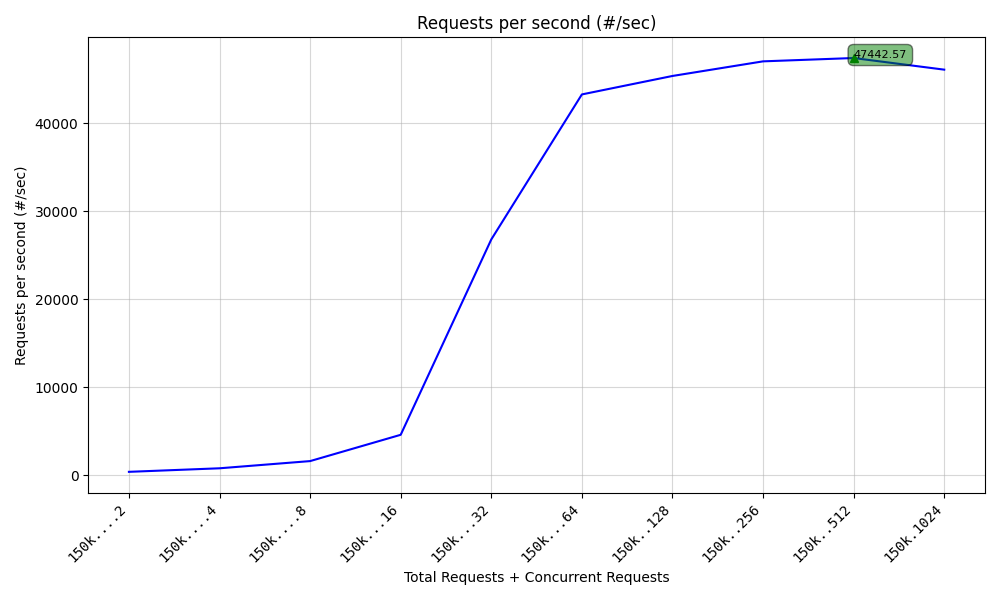 Requests per second (#/sec)
47442.57
Requests per second (#/sec)
40000
30000
20000
10000
0
150k....2
150k....4
150k....8
150k...16
150k...32
150k...64
150k..128
150k..256
150k..512
150k.1024
Total Requests + Concurrent Requests